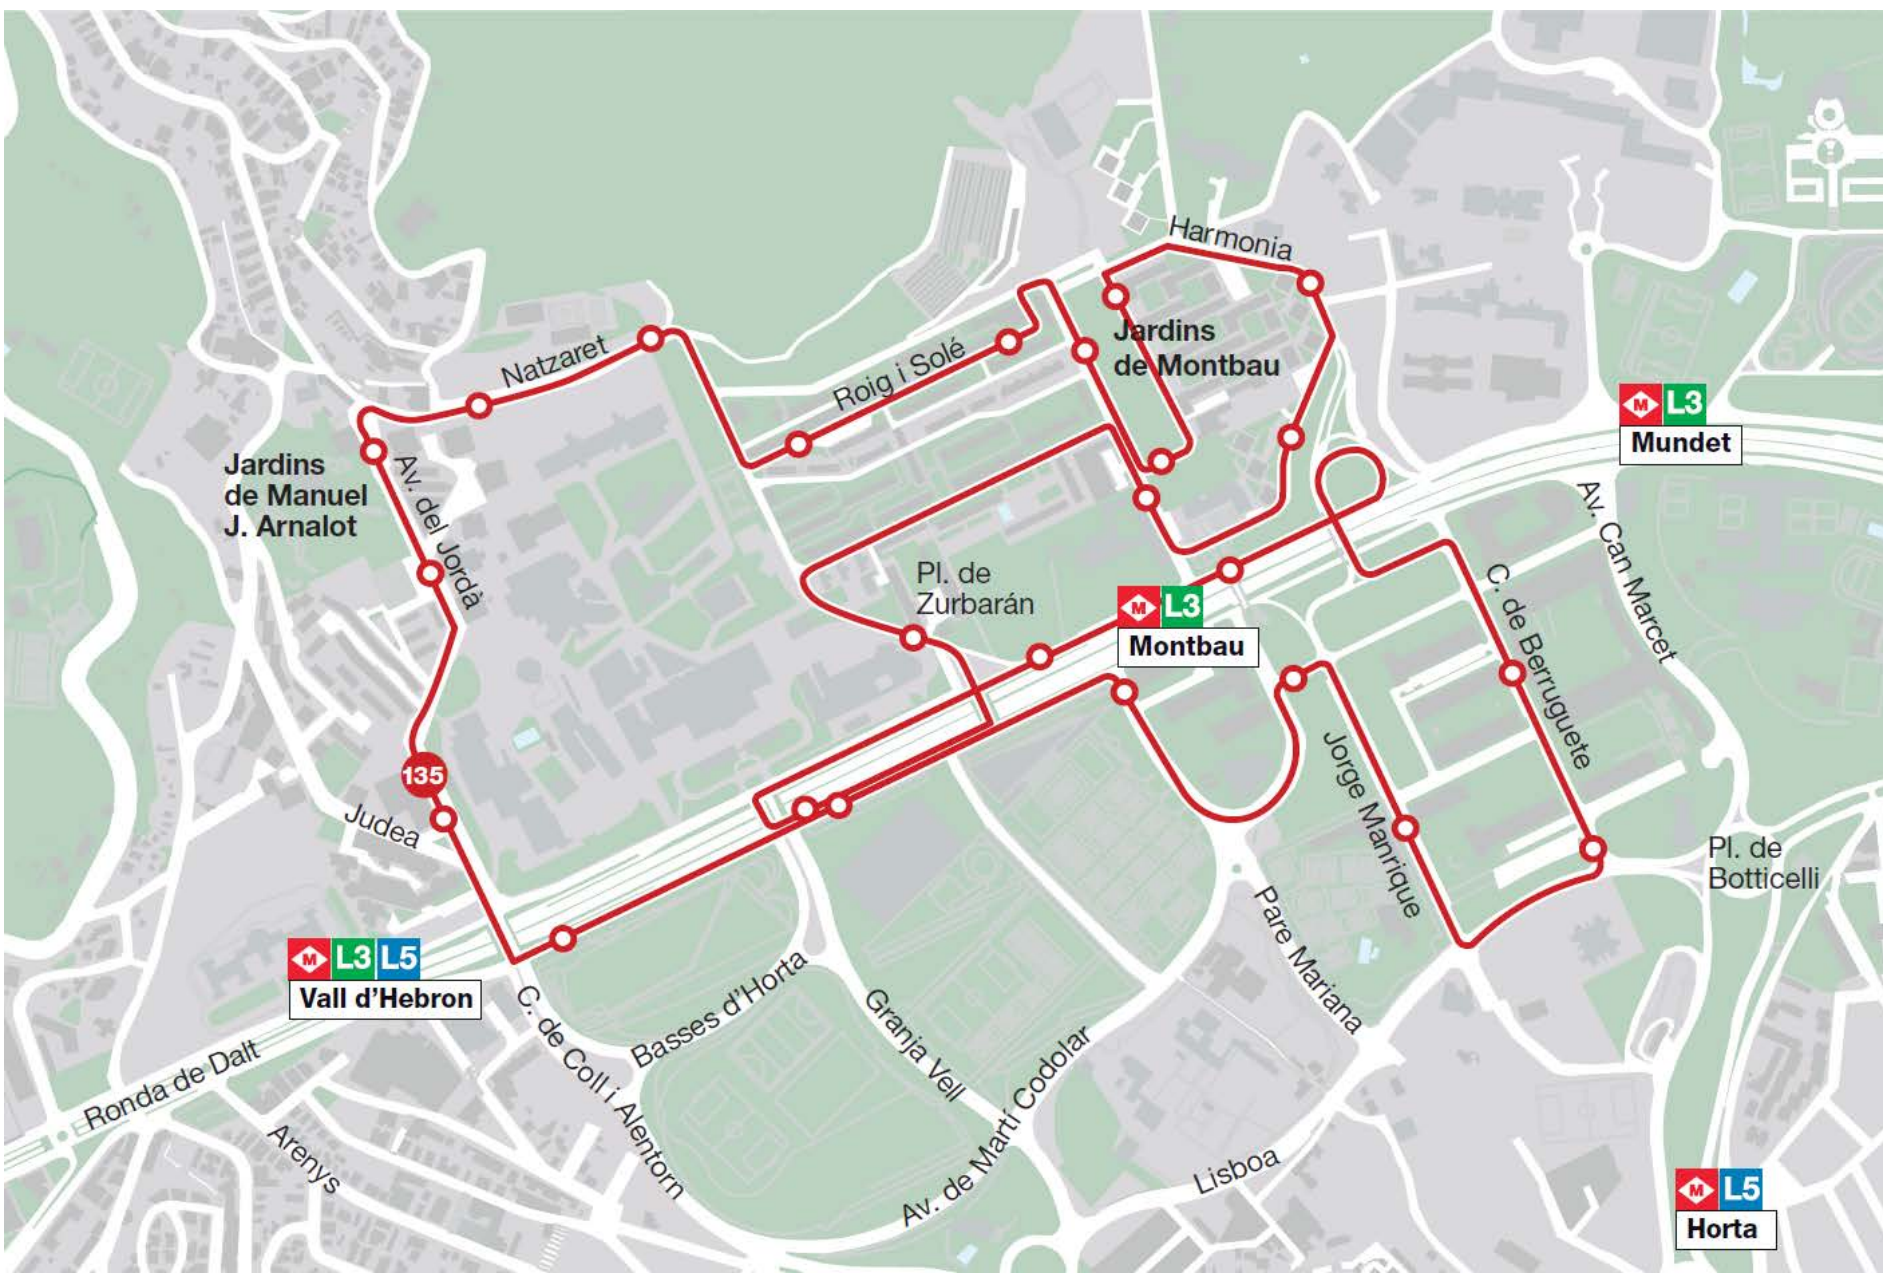 Harmonia
Natzaret
Roig i Solé
Jardins
de Montbau
M L3
Mundet
Jardins
de Manuel
J. Arnalot
Av. del Jordà
Av. Can Marcet
Pl. de
Zurbarán
C. de Berruguete
M L3
Montbau
135
Judea
Jorge Manrique
Pl. de
Botticelli
Pare Mariana
M L3 L5
Vall d'Hebron
Basses d'Horta
Granja Vell
C. de Coll i Alentorn
Ronda de Dalt
Arenys
Av. de Martí Codolar
Lisboa
M L5
Horta